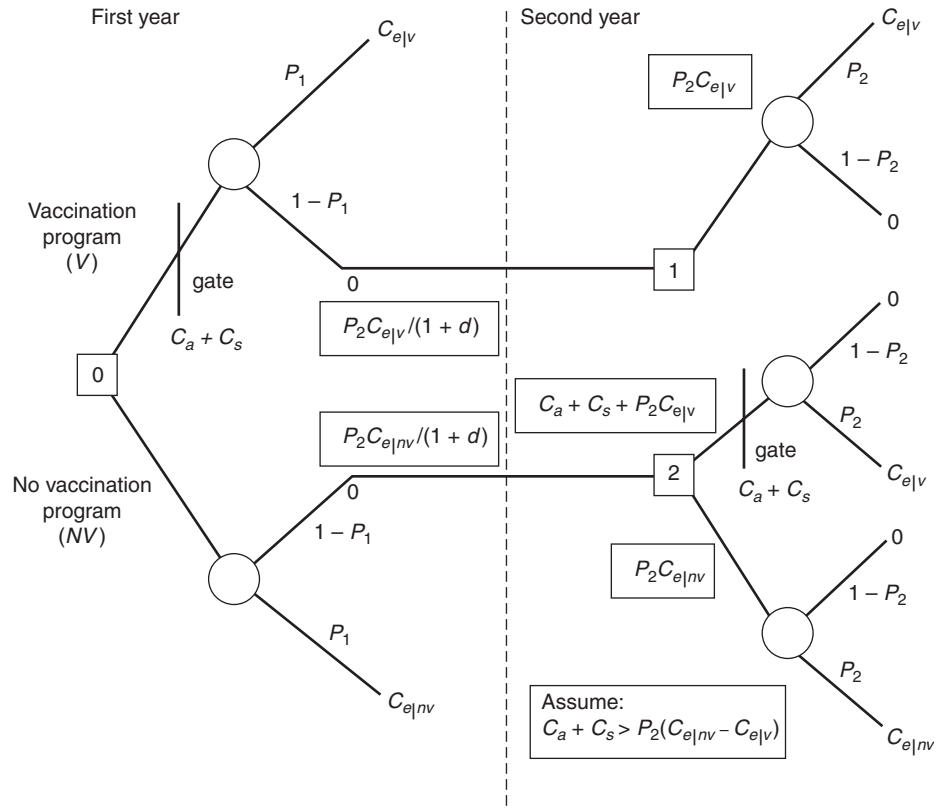 First year
Second year
C_{e|v}
P_1
1 – P_1
Vaccination
program
(V)
gate
C_a + C_s
0
P_2C_{e|v}/(1 + d)
0
P_2C_{e|nv}/(1 + d)
No vaccination
program
(NV)
0
1 – P_1
P_1
C_{e|nv}
C_{e|v}
P_2C_{e|v}
P_2
1 – P_2
0
1
0
1 – P_2
C_a + C_s + P_2C_{e|v}
P_2
gate
2
C_a + C_s
C_{e|v}
0
P_2C_{e|nv}
1 – P_2
P_2
Assume:
C_a + C_s > P_2(C_{e|nv} – C_{e|v})
C_{e|nv}